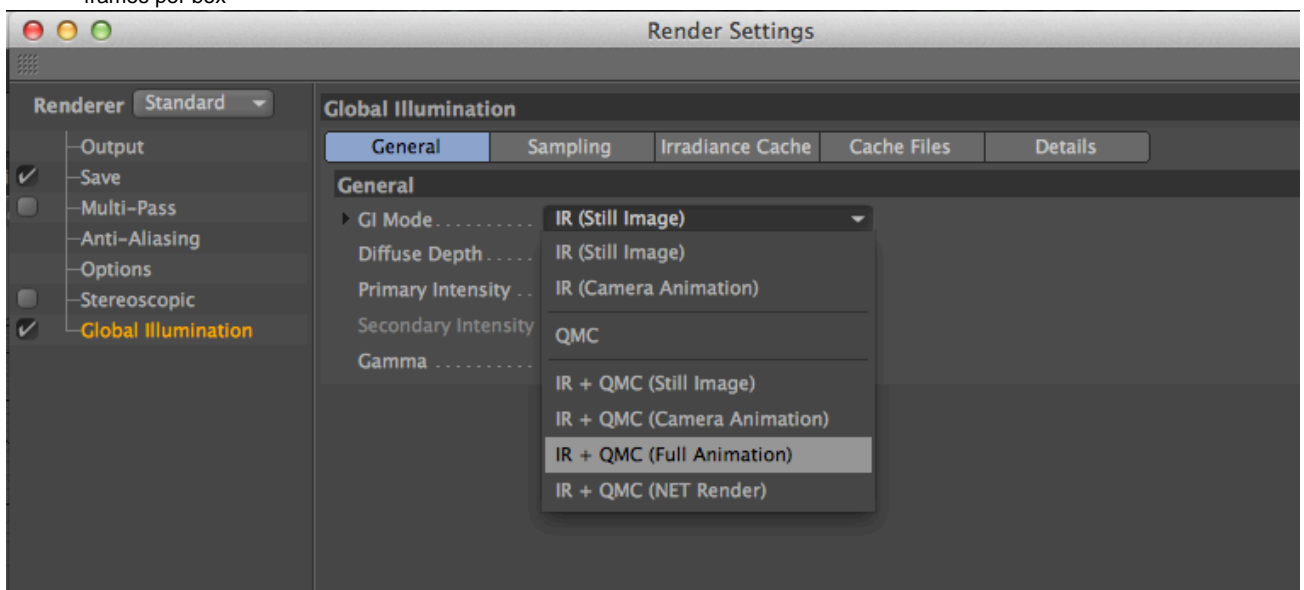 frames per box
Render Settings
Renderer Standard
Output
Save
Multi-Pass
Anti-Aliasing
Options
Stereoscopic
Global Illumination
Global Illumination
General Sampling Irradiance Cache Cache Files Details
General
GI Mode.......... IR (Still Image)
Diffuse Depth.....
Primary Intensity ..
Secondary Intensity
Gamma ..........
IR (Still Image)
IR (Camera Animation)
QMC
IR + QMC (Still Image)
IR + QMC (Camera Animation)
IR + QMC (Full Animation)
IR + QMC (NET Render)